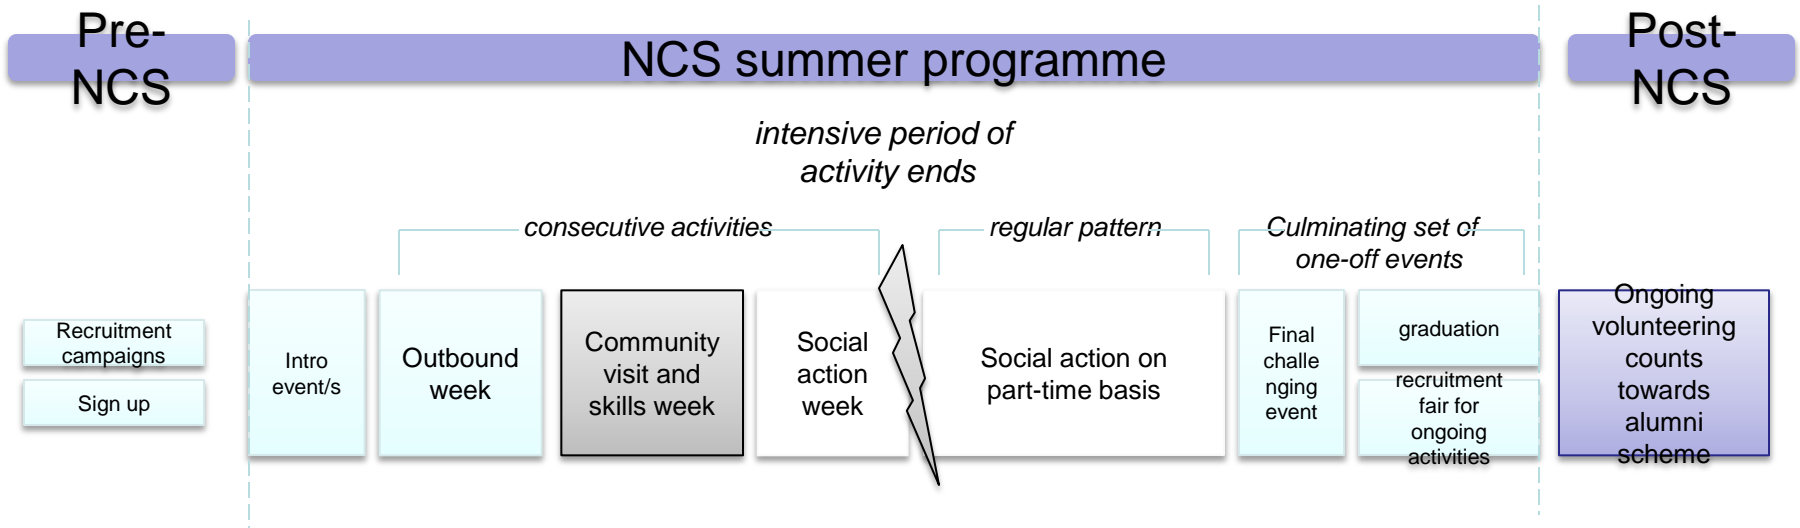 Pre-
NCS
NCS summer programme
Post-
NCS
intensive period of
activity ends
consecutive activities
regular pattern
Culminating set of
one-off events
Recruitment
campaigns
Sign up
Intro
event/s
Outbound
week
Community
visit and
skills week
Social
action
week
Social action on
part-time basis
Final
challe
nging
event
graduation
recruitment
fair for
ongoing
activities
Ongoing
volunteering
counts
towards
alumni
scheme